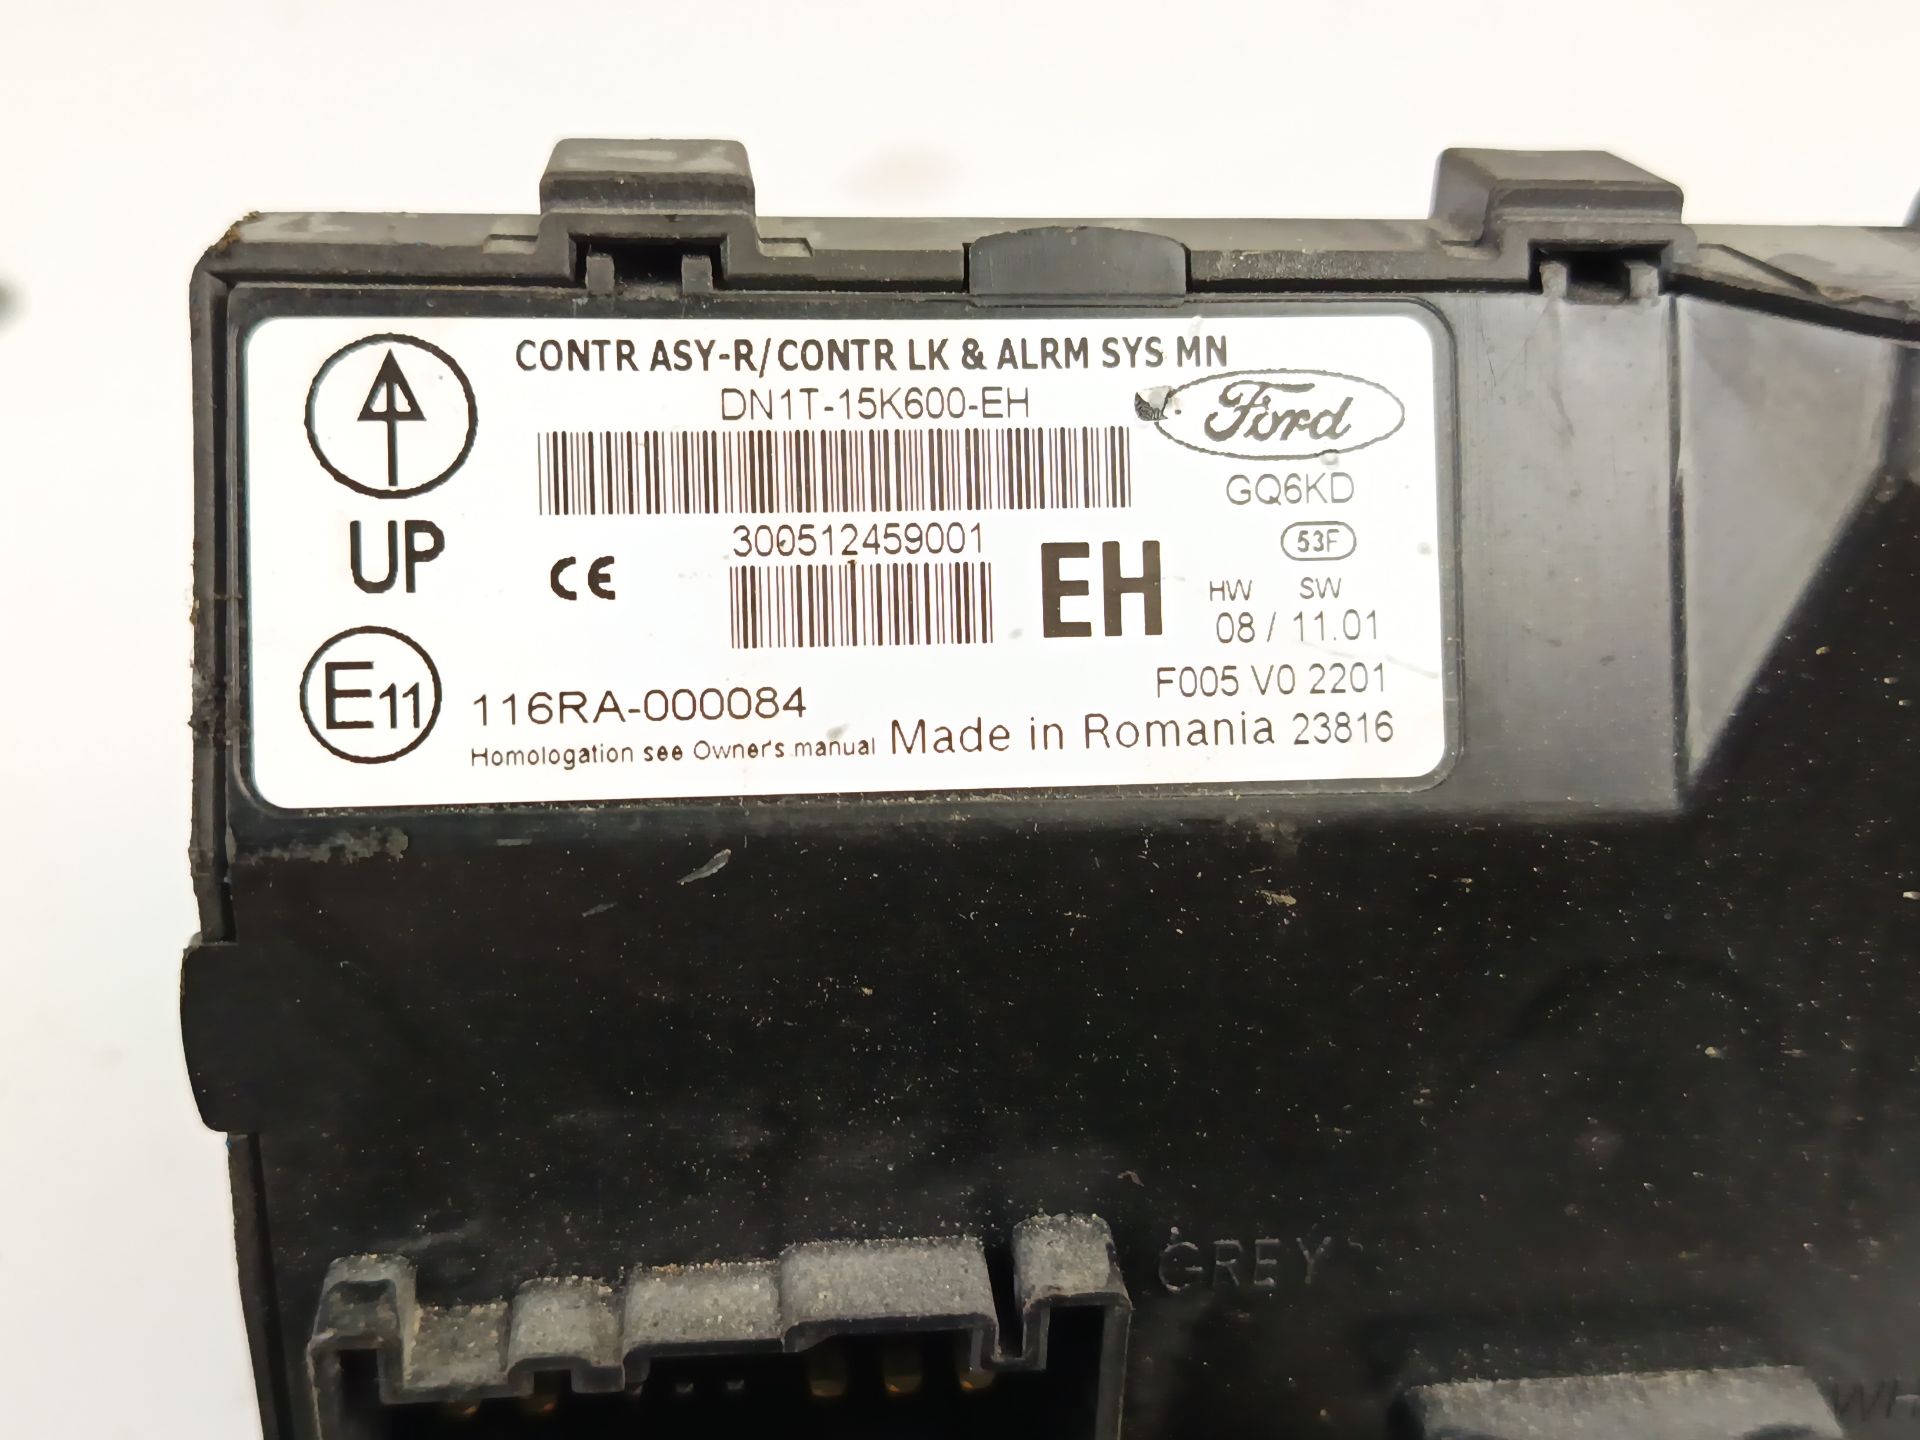 CONTR ASY-R/CONTR LK & ALRM SYS MN
DN1T-15K600-EH
Ford
GQ6KD
UP
300512459001
CE
EH
53F
HW SW
08 / 11.01
E11
116RA-000084
F005 V0 2201
Homologation see Owner's manual
Made in Romania 23816
GREY